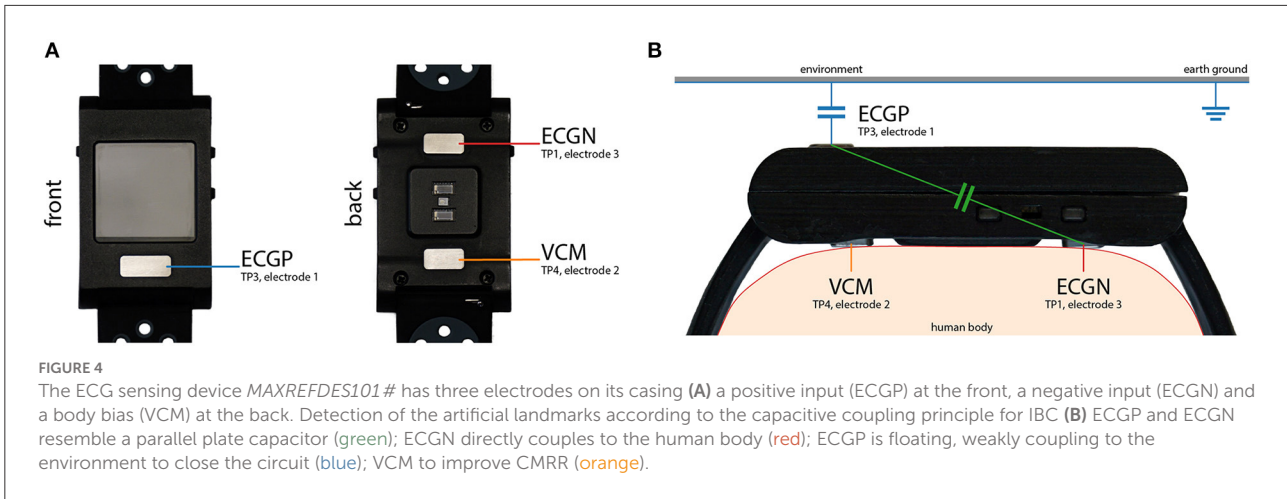 A
front
ECGP
TP3, electrode 1
back
ECGN
TP1, electrode 3
VCM
TP4, electrode 2
B
environment
earth ground
ECGP
TP3, electrode 1
VCM
TP4, electrode 2
ECGN
TP1, electrode 3
human body
FIGURE 4
The ECG sensing device MAXREFDES101# has three electrodes on its casing (A) a positive input (ECGP) at the front, a negative input (ECGN) and
a body bias (VCM) at the back. Detection of the artificial landmarks according to the capacitive coupling principle for IBC (B) ECGP and ECGN
resemble a parallel plate capacitor (green); ECGN directly couples to the human body (red); ECGP is floating, weakly coupling to the
environment to close the circuit (blue); VCM to improve CMRR (orange).